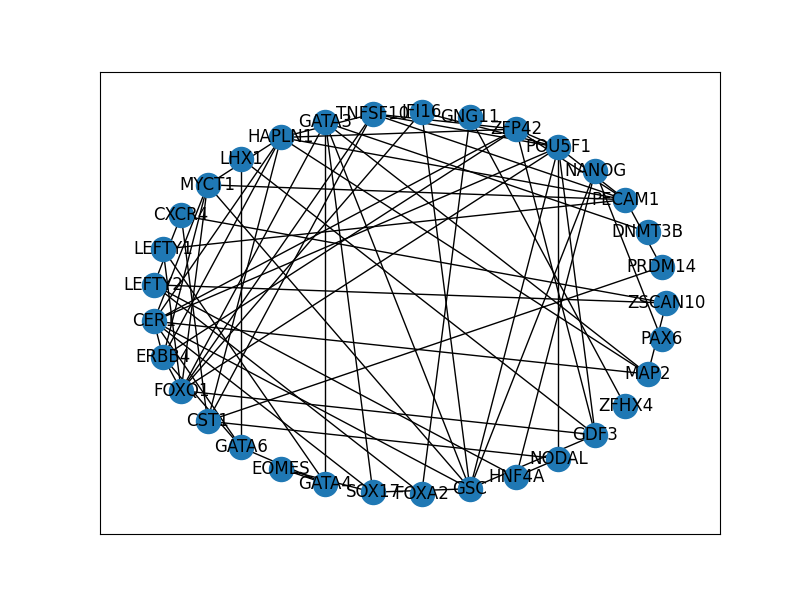 TNFSF10
IFI16
GNG11
GATA3
ZFP42
HAPLN1
POU5F1
LHX1
NANOG
MYCT1
PECAM1
CXCR4
DNMT3B
LEFTY1
PRDM14
LEFTY2
ZSCAN10
CER1
PAX6
ERBB4
MAP2
FOXQ1
ZFHX4
CST1
GDF3
GATA6
NODAL
EOMES
HNF4A
GATA4
SOX17
FOXA2
GSC